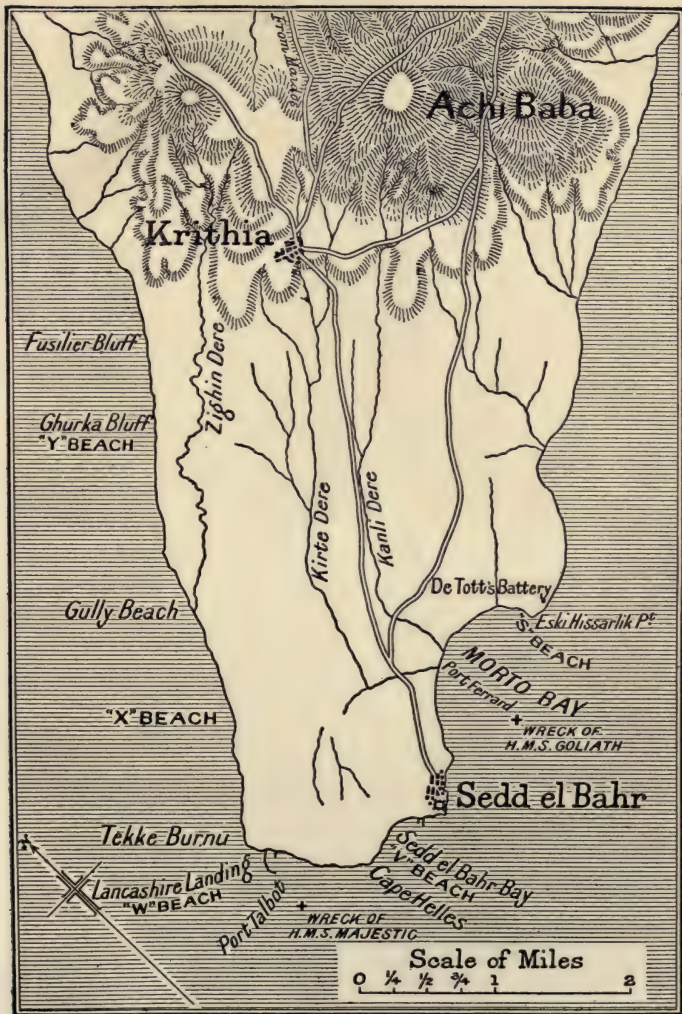 From Maidos
Achi Baba
Krithia
Fusilier Bluff
Zighin Dere
Ghurka Bluff
"Y" BEACH
Kirte Dere
Kanli Dere
De Tott's Battery
Gully Beach
Eski Hissarlik Pt.
"S" BEACH
MORTO BAY
Port Ferrard
"X" BEACH
WRECK OF
H.M.S. GOLIATH
Sedd el Bahr
Tekke Burnu
Sedd el Bahr Bay
"V" BEACH
Cape Helles
Lancashire Landing
"W" BEACH
Port Talbot
WRECK OF
H.M.S. MAJESTIC
Scale of Miles
0 ¼ ½ ¾ 1 2